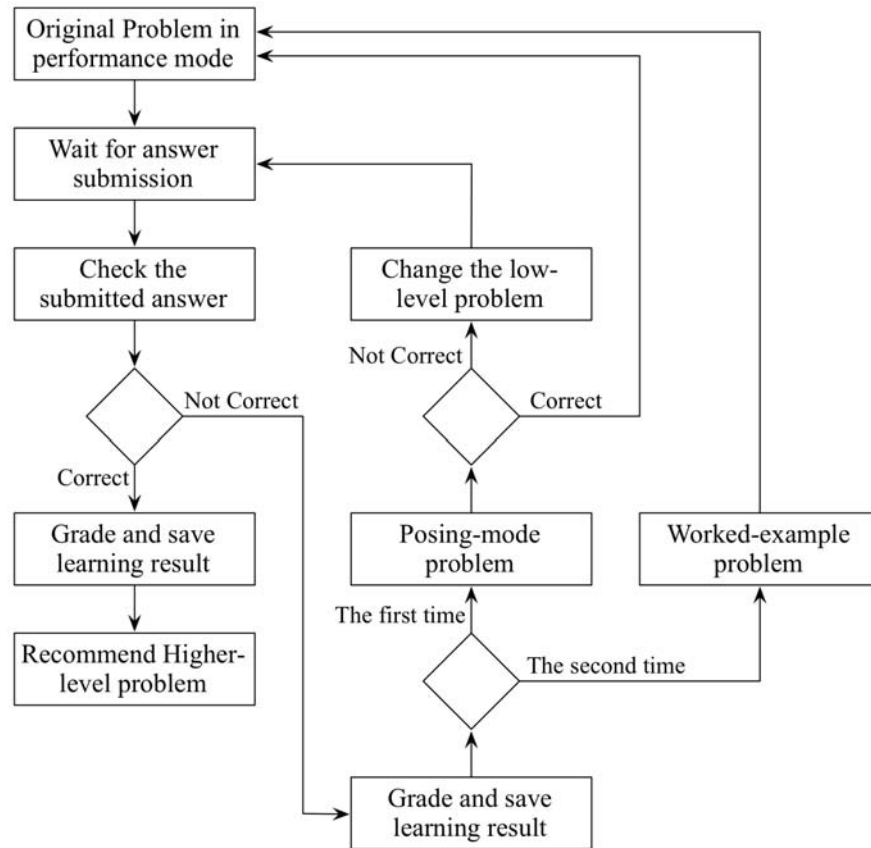 Original Problem in
performance mode
Wait for answer
submission
Check the
submitted answer
Change the low-
level problem
Not Correct
Not Correct
Correct
Correct
Grade and save
learning result
Posing-mode
problem
Worked-example
problem
The first time
Recommend Higher-
level problem
The second time
Grade and save
learning result